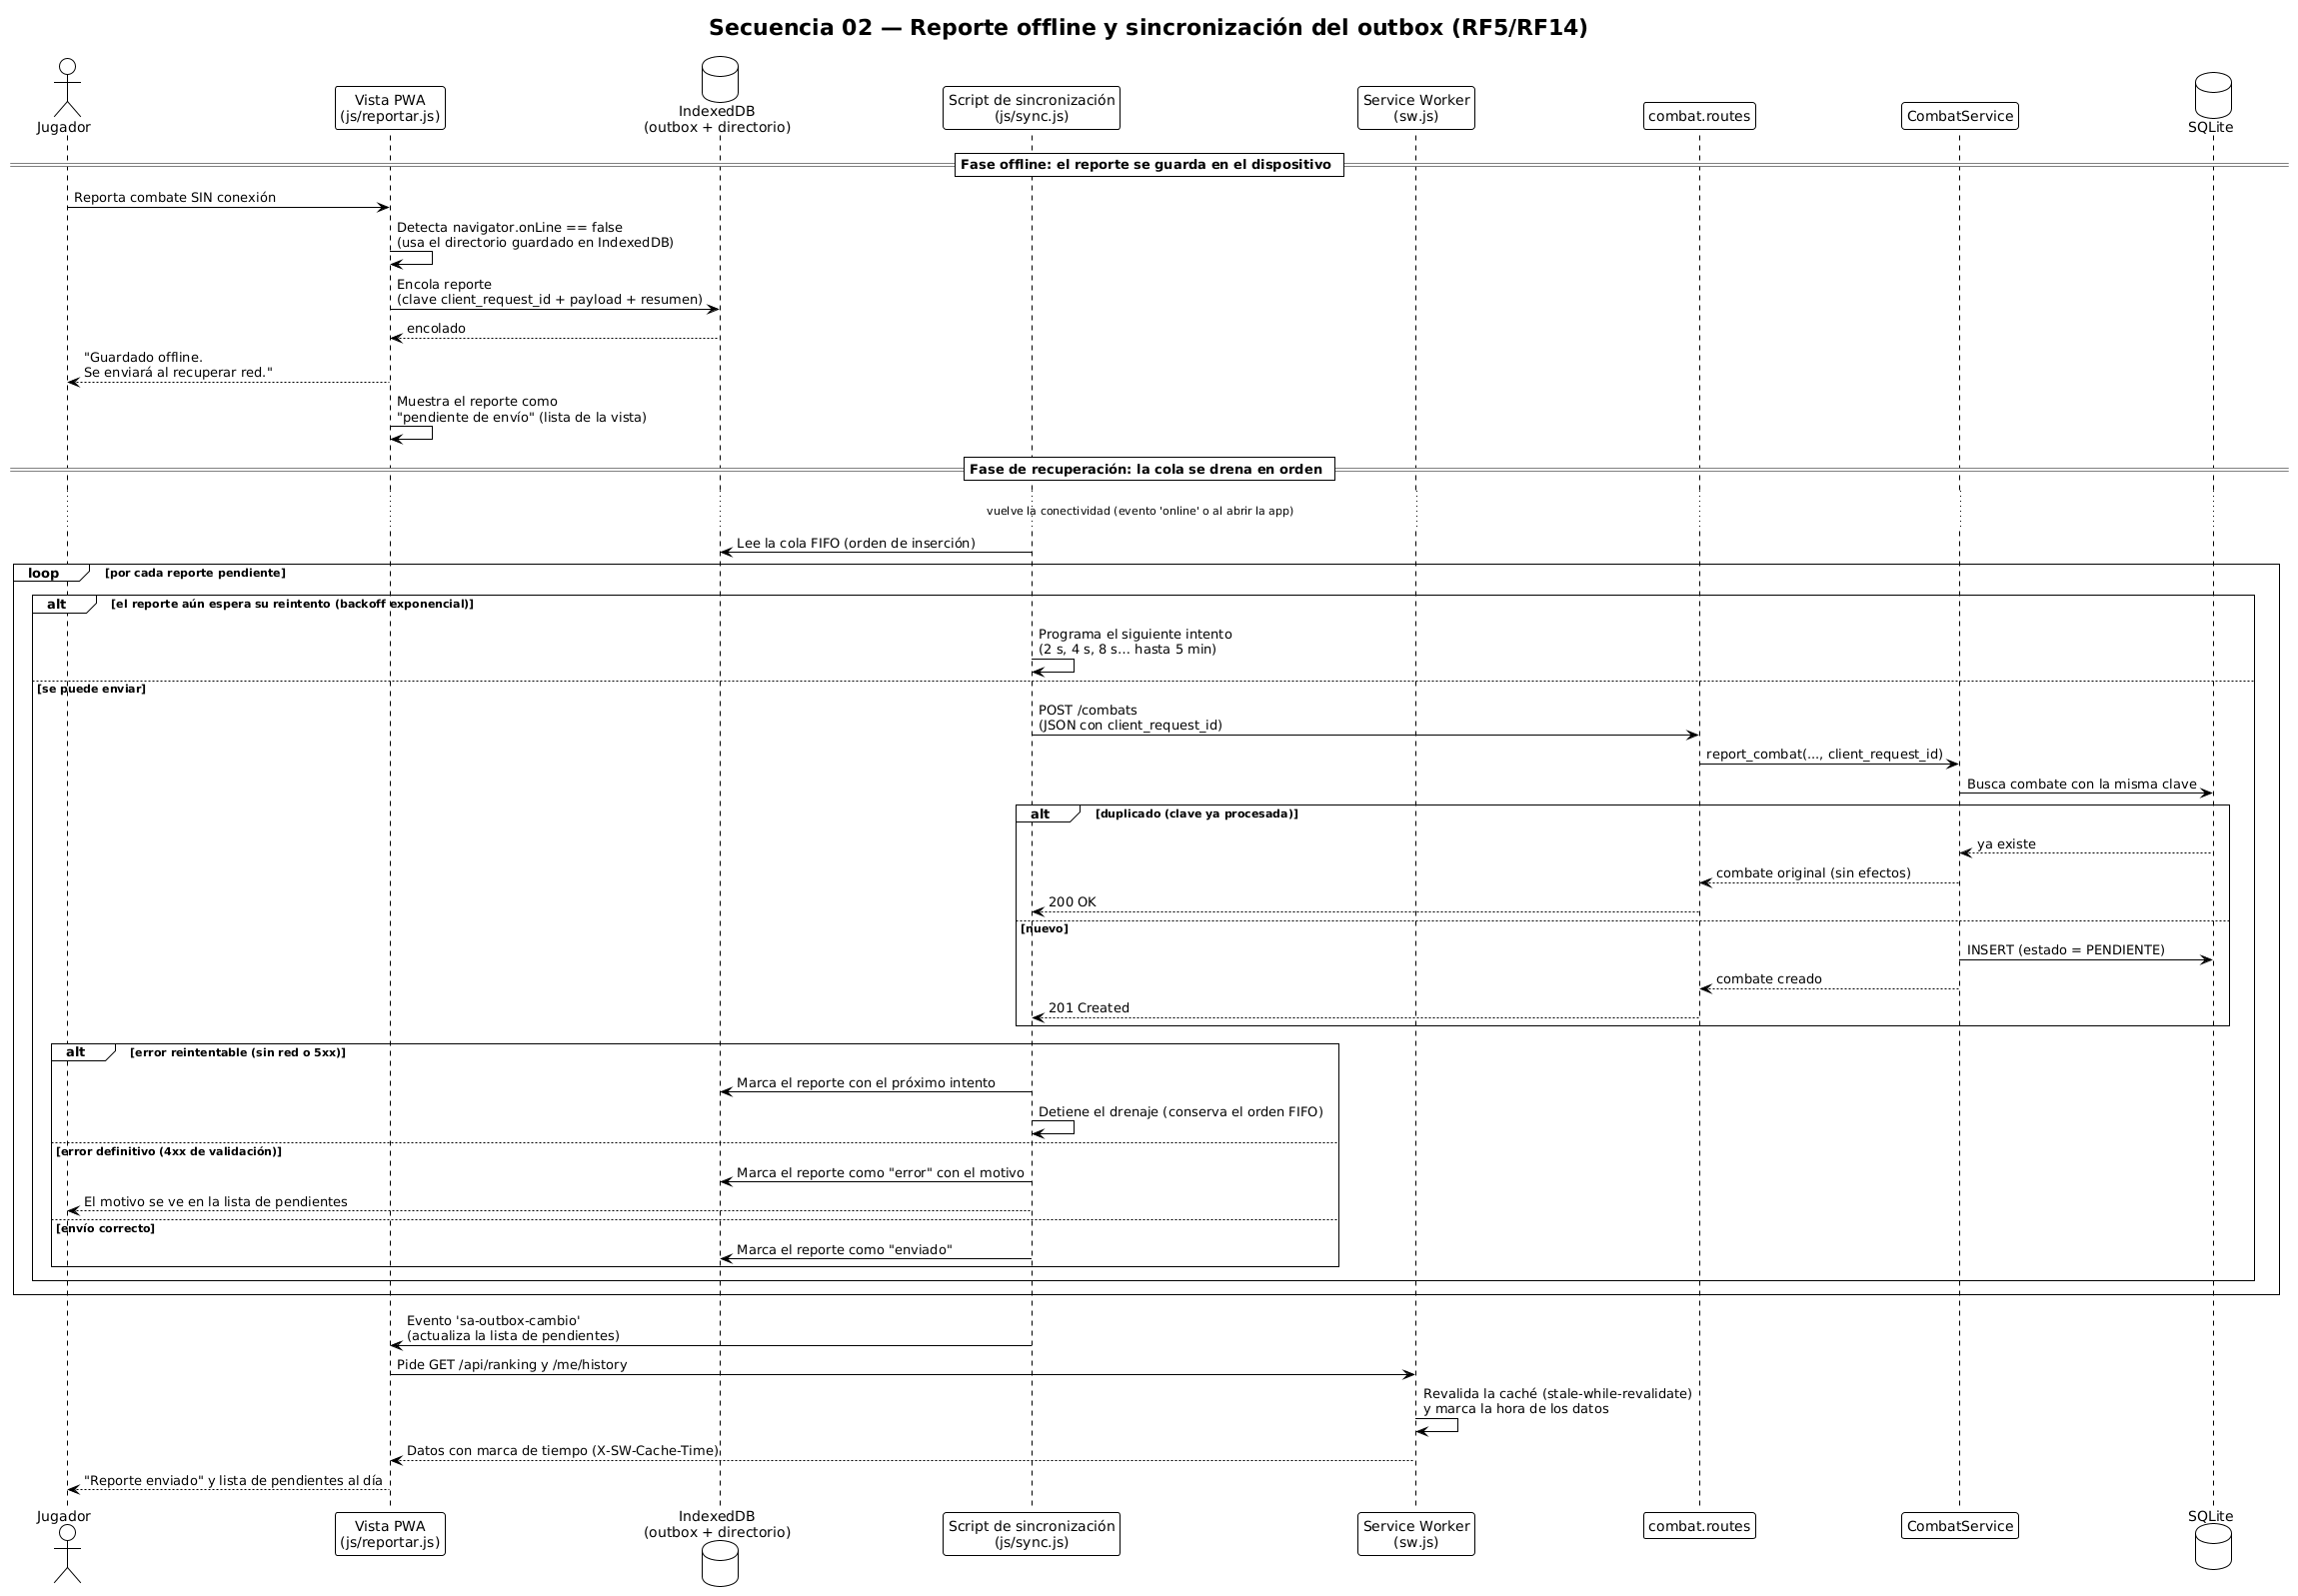 Secuencia 02 — Reporte offline y sincronización del outbox (RF5/RF14)
Jugador
Vista PWA
(js/reportar.js)
IndexedDB
(outbox + directorio)
Script de sincronización
(js/sync.js)
Service Worker
(sw.js)
combat.routes
CombatService
SQLite
Fase offline: el reporte se guarda en el dispositivo
Reporta combate SIN conexión
Detecta navigator.onLine == false
(usa el directorio guardado en IndexedDB)
Encola reporte
(clave client_request_id + payload + resumen)
encolado
"Guardado offline.
Se enviará al recuperar red."
Muestra el reporte como
"pendiente de envío" (lista de la vista)
Fase de recuperación: la cola se drena en orden
vuelve la conectividad (evento 'online' o al abrir la app)
Lee la cola FIFO (orden de inserción)
loop [por cada reporte pendiente]
alt [el reporte aún espera su reintento (backoff exponencial)]
Programa el siguiente intento
(2 s, 4 s, 8 s... hasta 5 min)
[se puede enviar]
POST /combats
(JSON con client_request_id)
report_combat(..., client_request_id)
Busca combate con la misma clave
alt [duplicado (clave ya procesada)]
ya existe
combate original (sin efectos)
200 OK
[nuevo]
INSERT (estado = PENDIENTE)
combate creado
201 Created
alt [error reintentable (sin red o 5xx)]
Marca el reporte con el próximo intento
Detiene el drenaje (conserva el orden FIFO)
[error definitivo (4xx de validación)]
Marca el reporte como "error" con el motivo
El motivo se ve en la lista de pendientes
[envío correcto]
Marca el reporte como "enviado"
Evento 'sa-outbox-cambio'
(actualiza la lista de pendientes)
Pide GET /api/ranking y /me/history
Revalida la caché (stale-while-revalidate)
y marca la hora de los datos
Datos con marca de tiempo (X-SW-Cache-Time)
"Reporte enviado" y lista de pendientes al día
Jugador
Vista PWA
(js/reportar.js)
IndexedDB
(outbox + directorio)
Script de sincronización
(js/sync.js)
Service Worker
(sw.js)
combat.routes
CombatService
SQLite